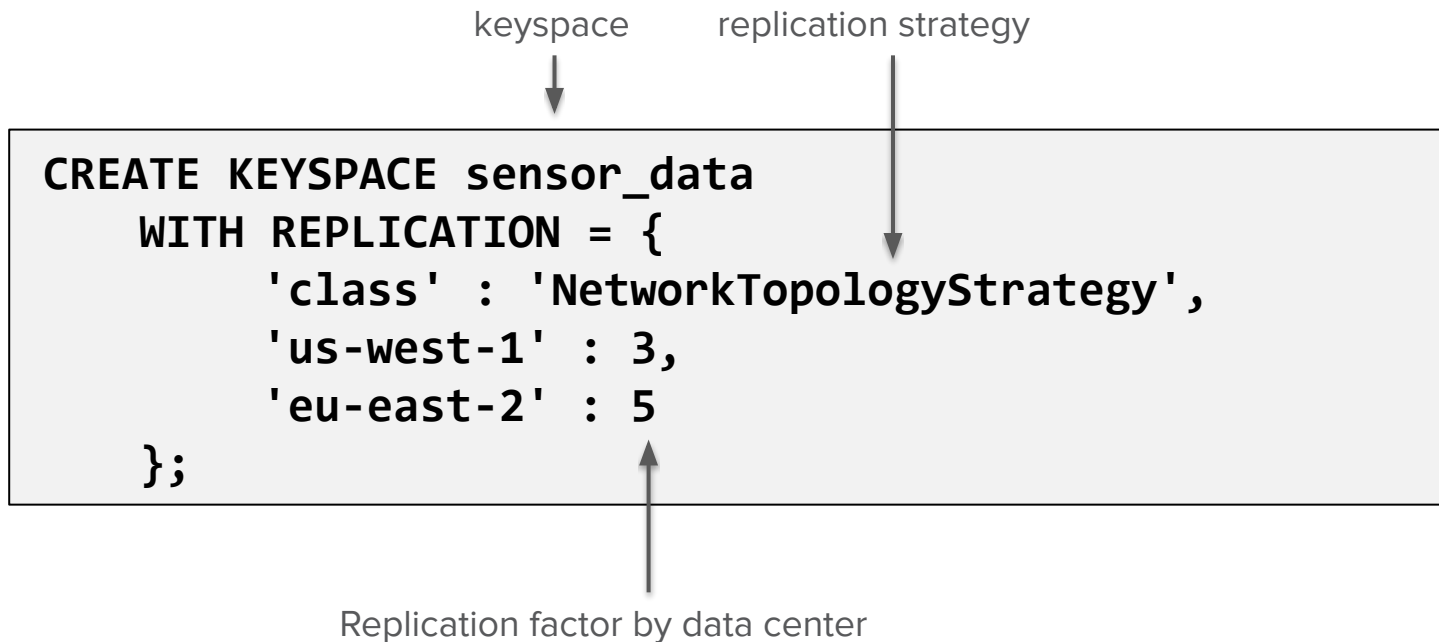 keyspace replication strategy
CREATE KEYSPACE sensor_data
WITH REPLICATION = {
'class' : 'NetworkTopologyStrategy',
'us-west-1' : 3,
'eu-east-2' : 5
};
Replication factor by data center